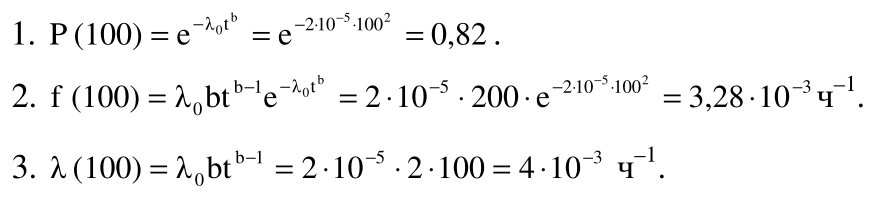 1. P (100) = e^{−λ₀t^b} = e^{−2·10^{−5}·100^2} = 0,82 .
2. f (100) = λ₀bt^{b−1}e^{−λ₀t^b} = 2 · 10^{−5} · 200 · e^{−2·10^{−5}·100^2} = 3,28 · 10^{−3} ч^{−1}.
3. λ (100) = λ₀bt^{b−1} = 2 · 10^{−5} · 2 · 100 = 4 · 10^{−3} ч^{−1}.